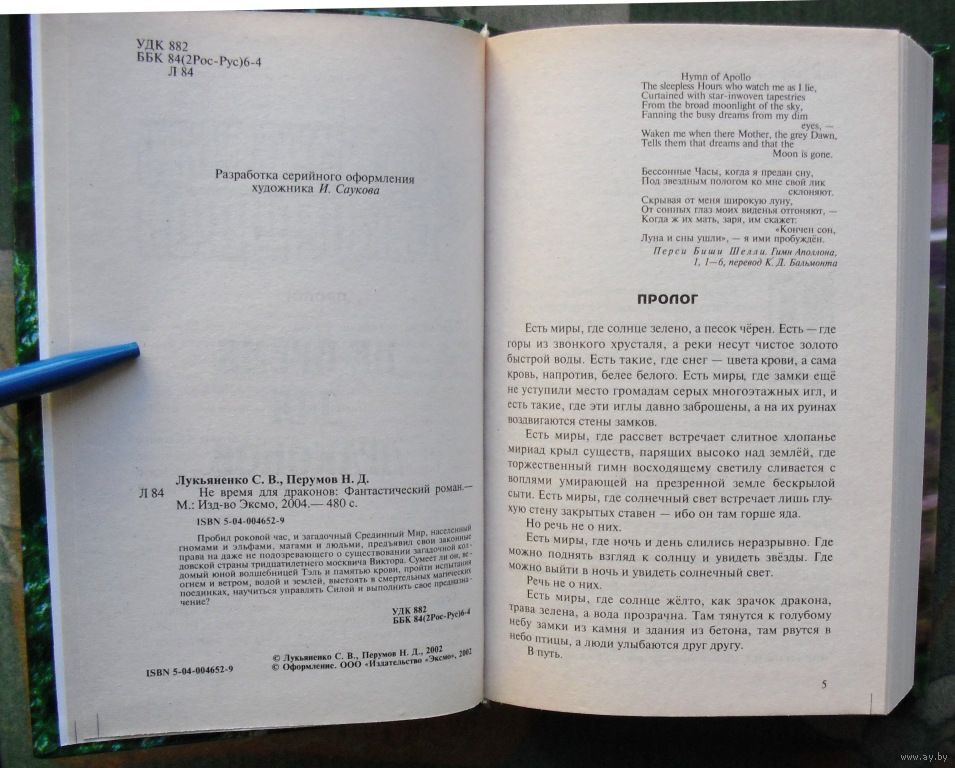 УДК 882
ББК 84(2Рос-Рус)6-4
Л 84
Разработка серийного оформления
художника И. Саукова
Лукьяненко С. В., Перумов Н. Д.
Л 84 Не время для драконов: Фантастический роман.—
М.: Изд-во Эксмо, 2004.— 480 с.
ISBN 5-04-004652-9
Пробил роковой час, и загадочный Срединный Мир, населенный
гномами и эльфами, магами и людьми, предъявил свои законные
права на даже не подозревающего о существовании загадочной кол-
довской страны тридцатилетнего москвича Виктора. Сумеет ли он, ве-
домый юной волшебницей Тэль и памятью крови, пройти испытания
огнем и ветром, водой и землей, выстоять в смертельных магических
поединках, научиться управлять Силой и выполнить свое предназна-
чение?
УДК 882
ББК 84(2Рос-Рус)6-4
© Лукьяненко С. В., Перумов Н. Д., 2002
ISBN 5-04-004652-9 © Оформление. ООО «Издательство «Эксмо», 2002
Hymn of Apollo
The sleepless Hours who watch me as I lie,
Curtained with star-inwoven tapestries
From the broad moonlight of the sky,
Fanning the busy dreams from my dim
eyes, —
Waken me when there Mother, the grey Dawn,
Tells them that dreams and that the
Moon is gone.
Бессонные Часы, когда я предан сну,
Под звездным пологом ко мне свой лик
склоняют.
Скрывая от меня широкую луну,
От сонных глаз моих виденья отгоняют, —
Когда ж их мать, заря, им скажет:
«Кончен сон,
Луна и сны ушли», — я ими пробуждён.
Перси Биши Шелли. Гимн Аполлона,
1, 1—6, перевод К. Д. Бальмонта
ПРОЛОГ
Есть миры, где солнце зелено, а песок чёрен. Есть — где
горы из звонкого хрусталя, а реки несут чистое золото
быстрой воды. Есть такие, где снег — цвета крови, а сама
кровь, напротив, белее белого. Есть миры, где замки ещё
не уступили место громадам серых многоэтажных игл, и
есть такие, где эти иглы давно заброшены, а на их руинах
воздвигаются стены замков.
Есть миры, где рассвет встречает слитное хлопанье
мириад крыл существ, парящих высоко над землёй, где
торжественный гимн восходящему светилу сливается с
воплями умирающей на презренной земле бескрылой
сыти. Есть миры, где солнечный свет встречает лишь глу-
хую стену закрытых ставен — ибо он там горше яда.
Но речь не о них.
Есть миры, где ночь и день слились неразрывно. Где
можно поднять взгляд к солнцу и увидеть звёзды. Где
можно выйти в ночь и увидеть солнечный свет.
Речь не о них.
Есть миры, где солнце жёлто, как зрачок дракона,
трава зелена, а вода прозрачна. Там тянутся к голубому
небу замки из камня и здания из бетона, там рвутся в
небо птицы, а люди улыбаются друг другу.
В путь.
5
www.ay.by